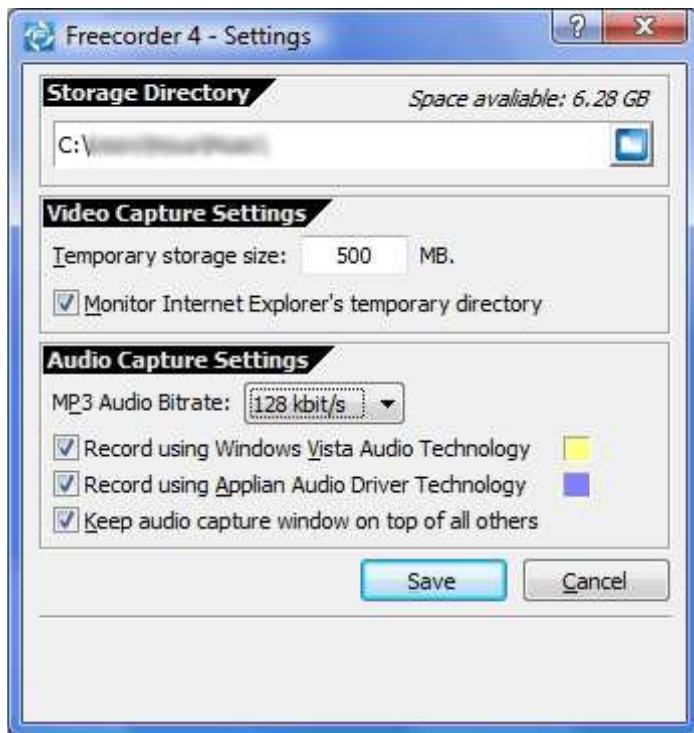 Freecorder 4 - Settings
Storage Directory
Space avaliable: 6.28 GB
C:\
Video Capture Settings
Temporary storage size: 500 MB.
Monitor Internet Explorer's temporary directory
Audio Capture Settings
MP3 Audio Bitrate: 128 kbit/s
Record using Windows Vista Audio Technology
Record using Applian Audio Driver Technology
Keep audio capture window on top of all others
Save Cancel